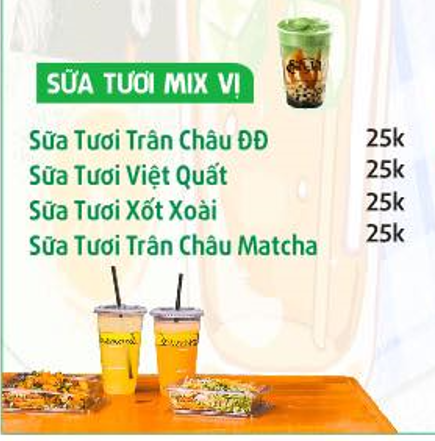 SỮA TƯƠI MIX VỊ
Sữa Tươi Trân Châu ĐĐ 25k
Sữa Tươi Việt Quất 25k
Sữa Tươi Xốt Xoài 25k
Sữa Tươi Trân Châu Matcha 25k